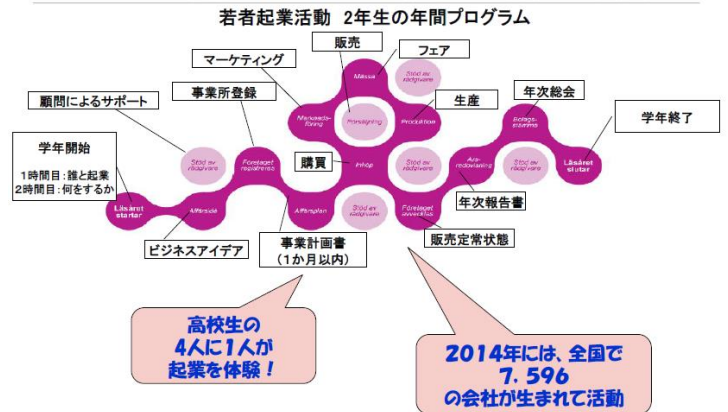 若者起業活動 2年生の年間プログラム
販売
フェア
マーケティング
事業所登録
顧問によるサポート
生産
年次総会
学年終了
学年開始
1時間目:誰と起業
2時間目:何をするか
購買
ビジネスアイデア
事業計画書
(1か月以内)
年次報告書
販売定常状態
Mässa
Stöd av
rådgivare
Marknads-
föring
Försäljning
Produktion
Bolags-
stämma
Stöd av
rådgivare
Företaget
registreras
Inköp
Stöd av
rådgivare
Års-
redovisning
Stöd av
rådgivare
Läsåret
slutar
Läsåret
startar
Affärsidé
Affärsplan
Stöd av
rådgivare
Företaget
avvecklas
高校生の
4人に1人が
起業を体験!
2014年には、全国で
7.596
の会社が生まれて活動